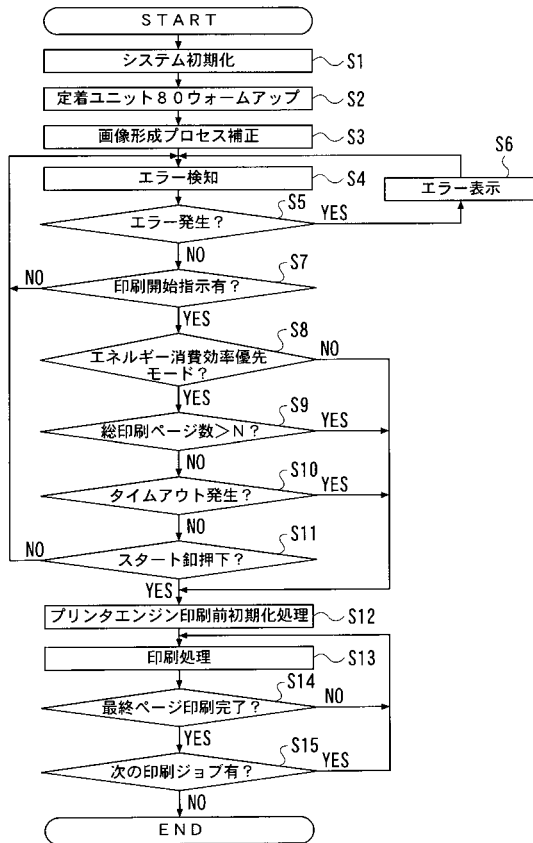 START
システム初期化
S1
定着ユニット80ウォームアップ
S2
画像形成プロセス補正
S3
エラー検知
S4
S6
エラー表示
S5
エラー発生?
YES
NO
S7
NO
印刷開始指示有?
YES
S8
エネルギー消費効率優先
モード?
NO
YES
S9
総印刷ページ数>N?
YES
NO
S10
タイムアウト発生?
YES
NO
S11
NO
スタート釦押下?
YES
プリンタエンジン印刷前初期化処理
S12
印刷処理
S13
S14
最終ページ印刷完了?
NO
YES
S15
次の印刷ジョブ有?
YES
NO
END